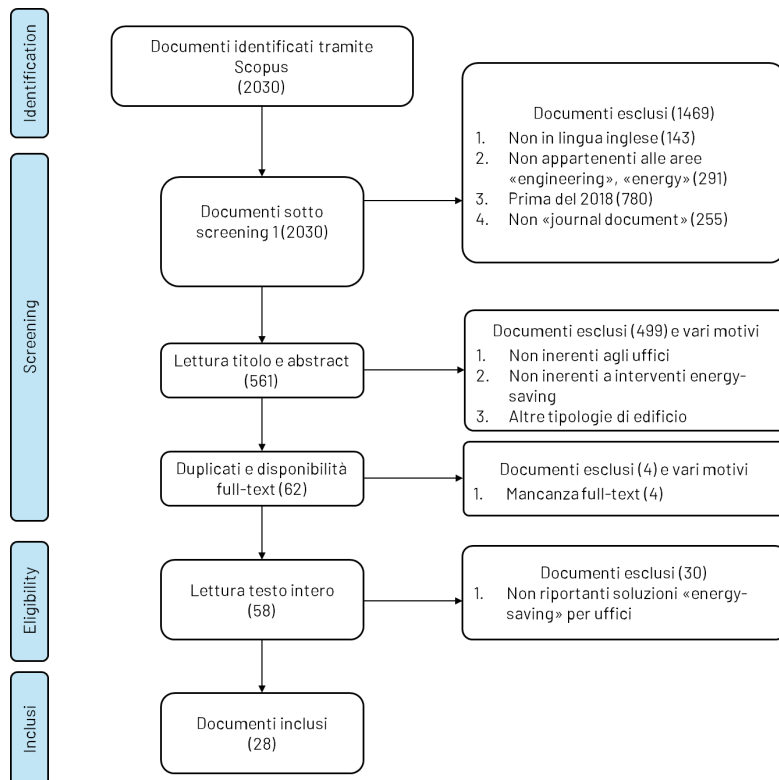 Identification
Documenti identificati tramite
Scopus
(2030)
Documenti esclusi (1469)
1. Non in lingua inglese (143)
2. Non appartenenti alle aree
«engineering», «energy» (291)
3. Prima del 2018 (780)
4. Non «journal document» (255)
Screening
Documenti sotto
screening 1 (2030)
Lettura titolo e abstract
(561)
Documenti esclusi (499) e vari motivi
1. Non inerenti agli uffici
2. Non inerenti a interventi energy-
saving
3. Altre tipologie di edificio
Duplicati e disponibilità
full-text (62)
Documenti esclusi (4) e vari motivi
1. Mancanza full-text (4)
Eligibility
Lettura testo intero
(58)
Documenti esclusi (30)
1. Non riportanti soluzioni «energy-
saving» per uffici
Inclusi
Documenti inclusi
(28)